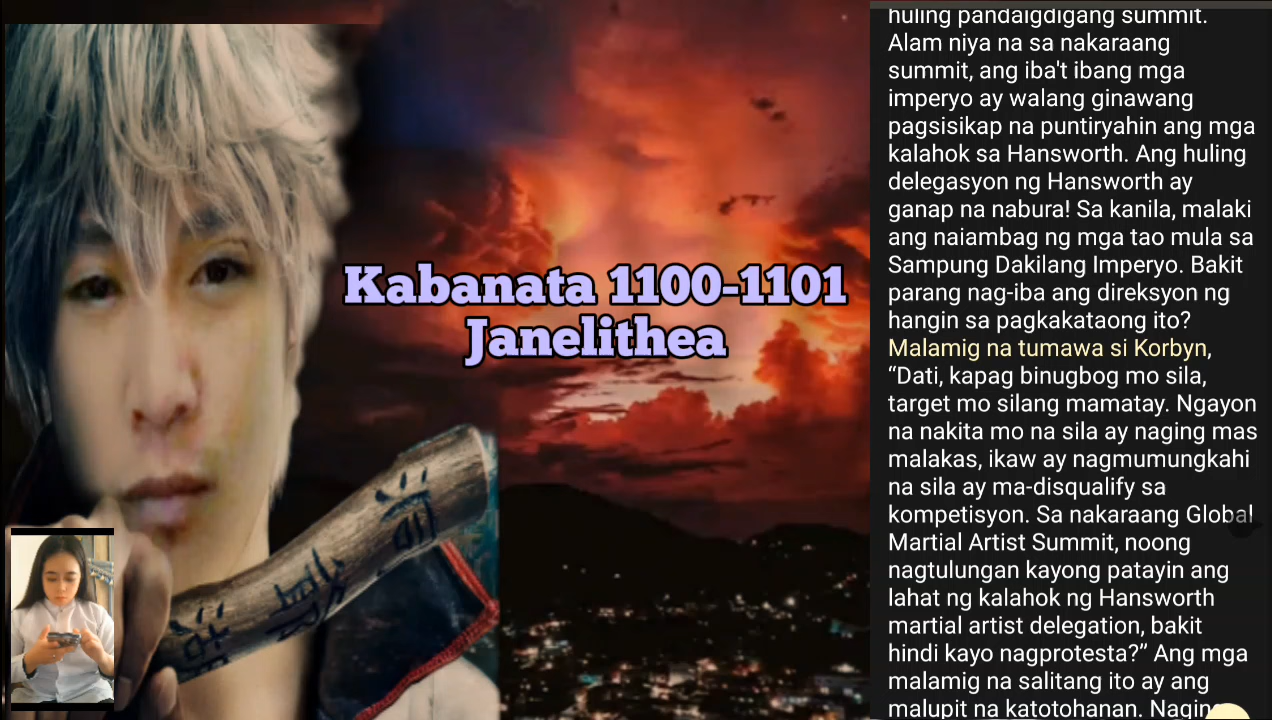 Kabanata 1100-1101
Janelithea
huling pandaigdigang summit.
Alam niya na sa nakaraang
summit, ang iba't ibang mga
imperyo ay walang ginawang
pagsisikap na puntiryahin ang mga
kalahok sa Hansworth. Ang huling
delegasyon ng Hansworth ay
ganap na nabura! Sa kanila, malaki
ang naiambag ng mga tao mula sa
Sampung Dakilang Imperyo. Bakit
parang nag-iba ang direksyon ng
hangin sa pagkakataong ito?
Malamig na tumawa si Korbyn,
“Dati, kapag binugbog mo sila,
target mo silang mamatay. Ngayon
na nakita mo na sila ay naging mas
malakas, ikaw ay nagmumungkahi
na sila ay ma-disqualify sa
kompetisyon. Sa nakaraang Global
Martial Artist Summit, noong
nagtulungan kayong patayin ang
lahat ng kalahok ng Hansworth
martial artist delegation, bakit
hindi kayo nagprotesta?” Ang mga
malamig na salitang ito ay ang
malupit na katotohanan. Naging